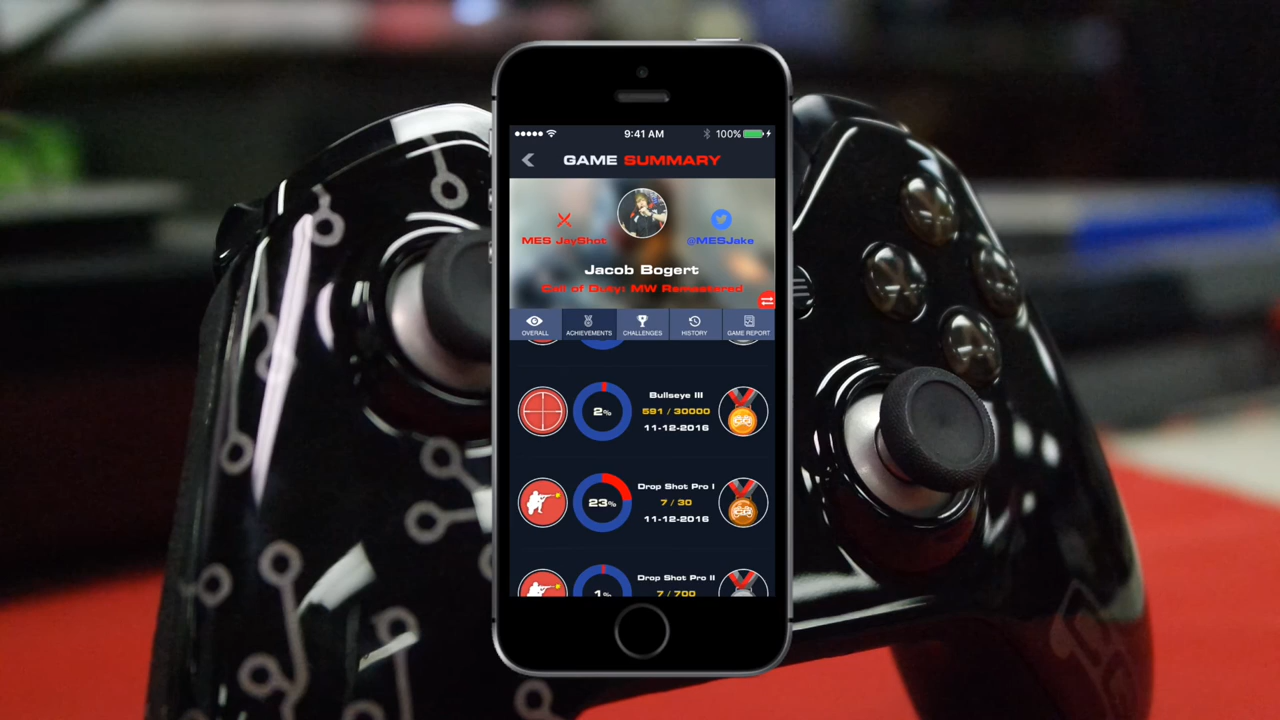 9:41 AM
100%
GAME SUMMARY
MES JayShot
@MESJake
Jacob Bogert
Call of Duty: MW Remastered
OVERALL
ACHIEVEMENTS
CHALLENGES
HISTORY
GAME REPORT
2%
Bullseye III
591 / 30000
11-12-2016
23%
Drop Shot Pro I
7 / 30
11-12-2016
1%
Drop Shot Pro II
7 / 700